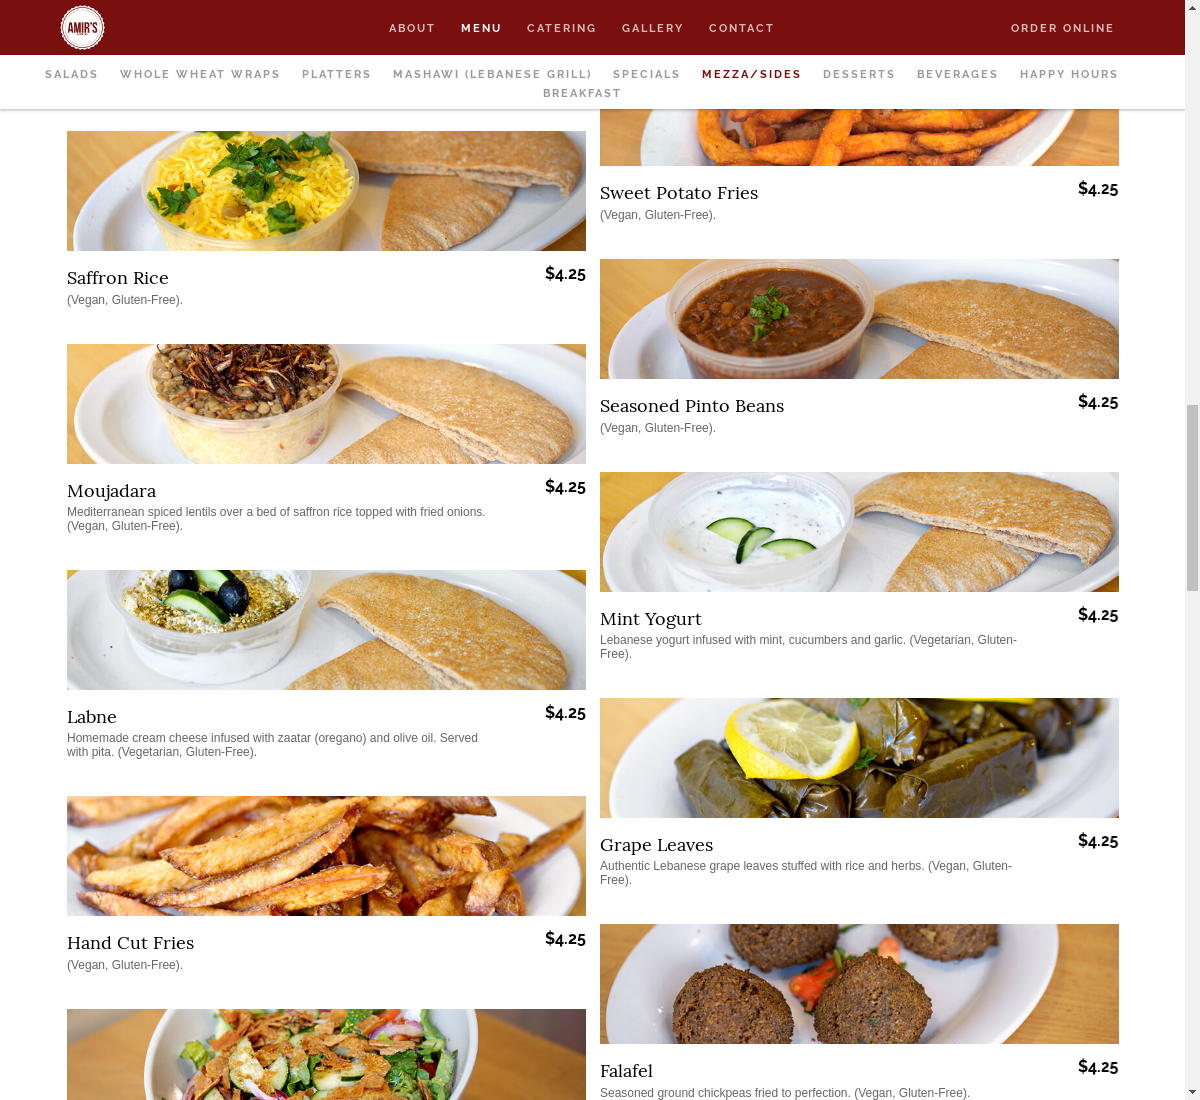 AMIR'S
ABOUT
MENU
CATERING
GALLERY
CONTACT
ORDER ONLINE
SALADS
WHOLE WHEAT WRAPS
PLATTERS
MASHAWI (LEBANESE GRILL)
SPECIALS
MEZZA/SIDES
DESSERTS
BEVERAGES
HAPPY HOURS
BREAKFAST
Saffron Rice
$4.25
(Vegan, Gluten-Free).
Moujadara
$4.25
Mediterranean spiced lentils over a bed of saffron rice topped with fried onions.
(Vegan, Gluten-Free).
Labne
$4.25
Homemade cream cheese infused with zaatar (oregano) and olive oil. Served
with pita. (Vegetarian, Gluten-Free).
Hand Cut Fries
$4.25
(Vegan, Gluten-Free).
Sweet Potato Fries
$4.25
(Vegan, Gluten-Free).
Seasoned Pinto Beans
$4.25
(Vegan, Gluten-Free).
Mint Yogurt
$4.25
Lebanese yogurt infused with mint, cucumbers and garlic. (Vegetarian, Gluten-
Free).
Grape Leaves
$4.25
Authentic Lebanese grape leaves stuffed with rice and herbs. (Vegan, Gluten-
Free).
Falafel
$4.25
Seasoned ground chickpeas fried to perfection. (Vegan, Gluten-Free).